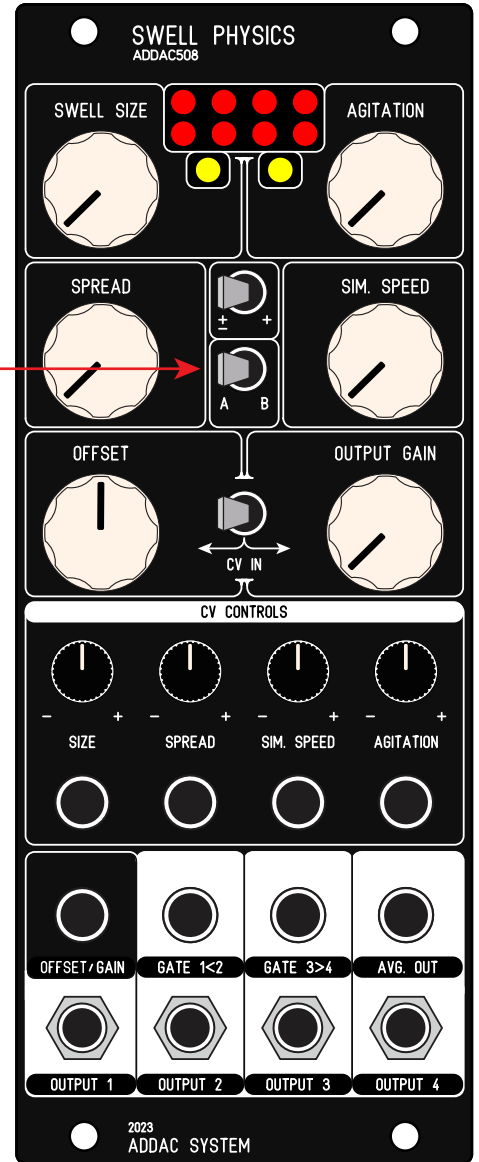 SWELL PHYSICS
ADDAC508
SWELL SIZE
AGITATION
SPREAD
SIM. SPEED
± +
A B
OFFSET
OUTPUT GAIN
CV IN
CV CONTROLS
- + - + - + - +
SIZE SPREAD SIM. SPEED AGITATION
OFFSET/GAIN GATE 1<2 GATE 3>4 AVG. OUT
OUTPUT 1 OUTPUT 2 OUTPUT 3 OUTPUT 4
2023
ADDAC SYSTEM